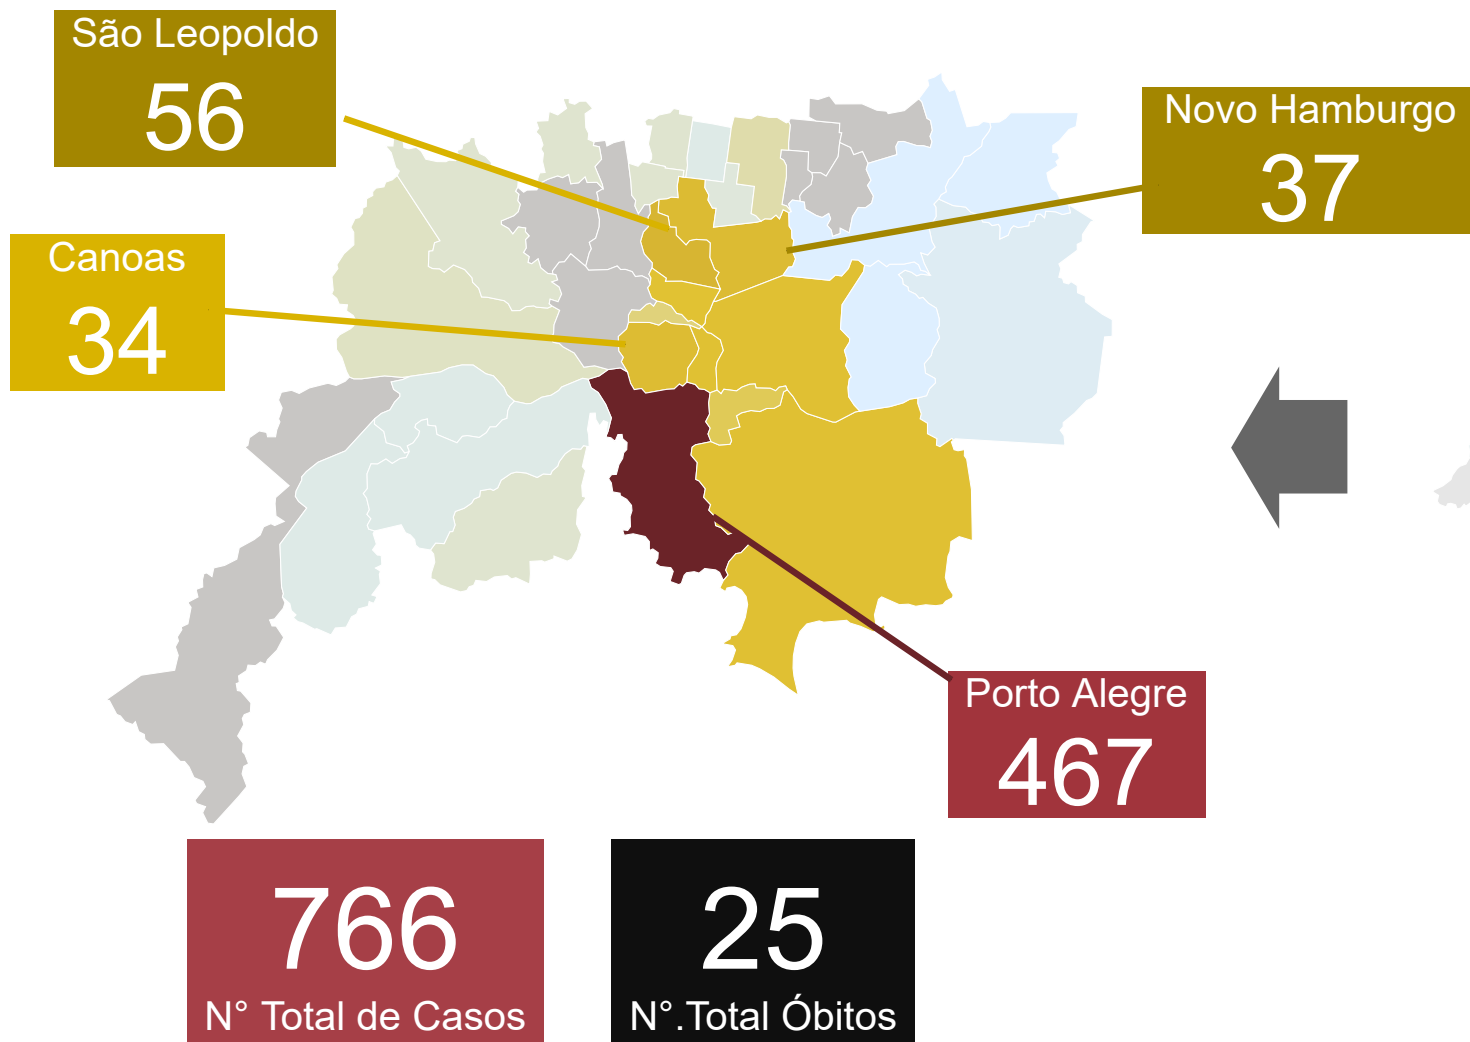 São Leopoldo
56
Novo Hamburgo
37
Canoas
34
Porto Alegre
467
766
N° Total de Casos
25
N°.Total Óbitos